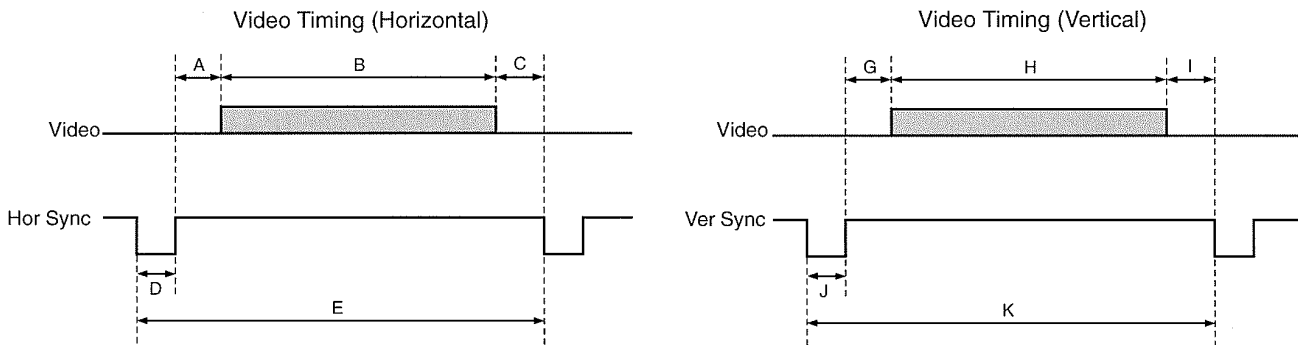 Video Timing (Horizontal)
A
B
C
Video
Hor Sync
D
E
Video Timing (Vertical)
G
H
I
Video
Ver Sync
J
K